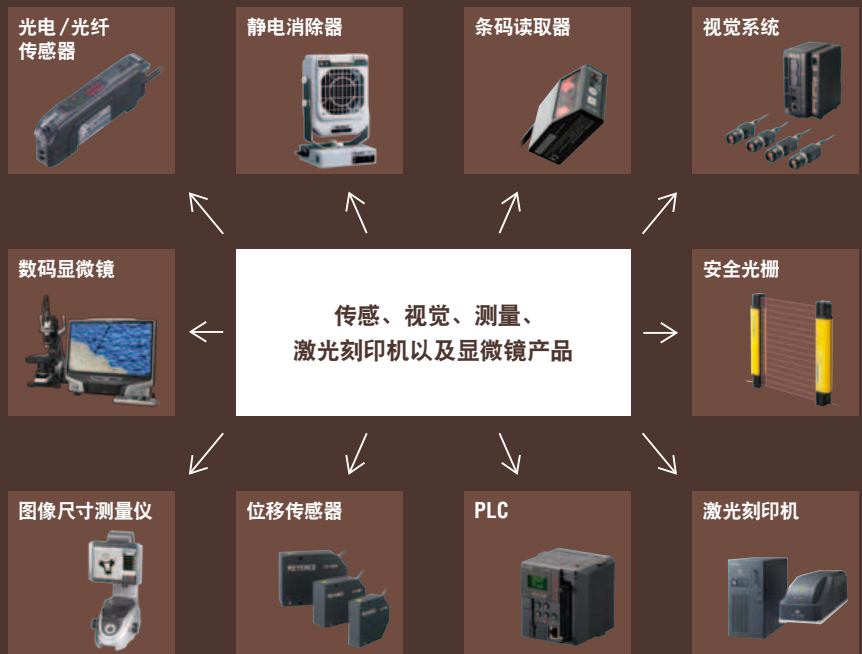 光电/光纤
传感器
静电消除器
条码读取器
视觉系统
数码显微镜
传感、视觉、测量、
激光刻印机以及显微镜产品
安全光栅
图像尺寸测量仪
位移传感器
KEYENCE
PLC
激光刻印机